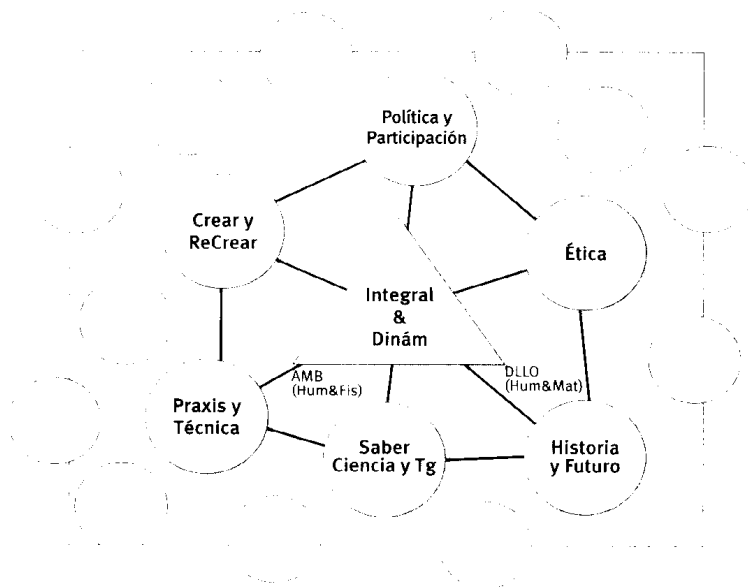 Política y
Participación
Crear y
ReCrear
Ética
Integral
&
Dinám
AMB
(Hum&Fis)
DLLO
(Hum&Mat)
Praxis y
Técnica
Saber
Ciencia y Tg
Historia
y Futuro